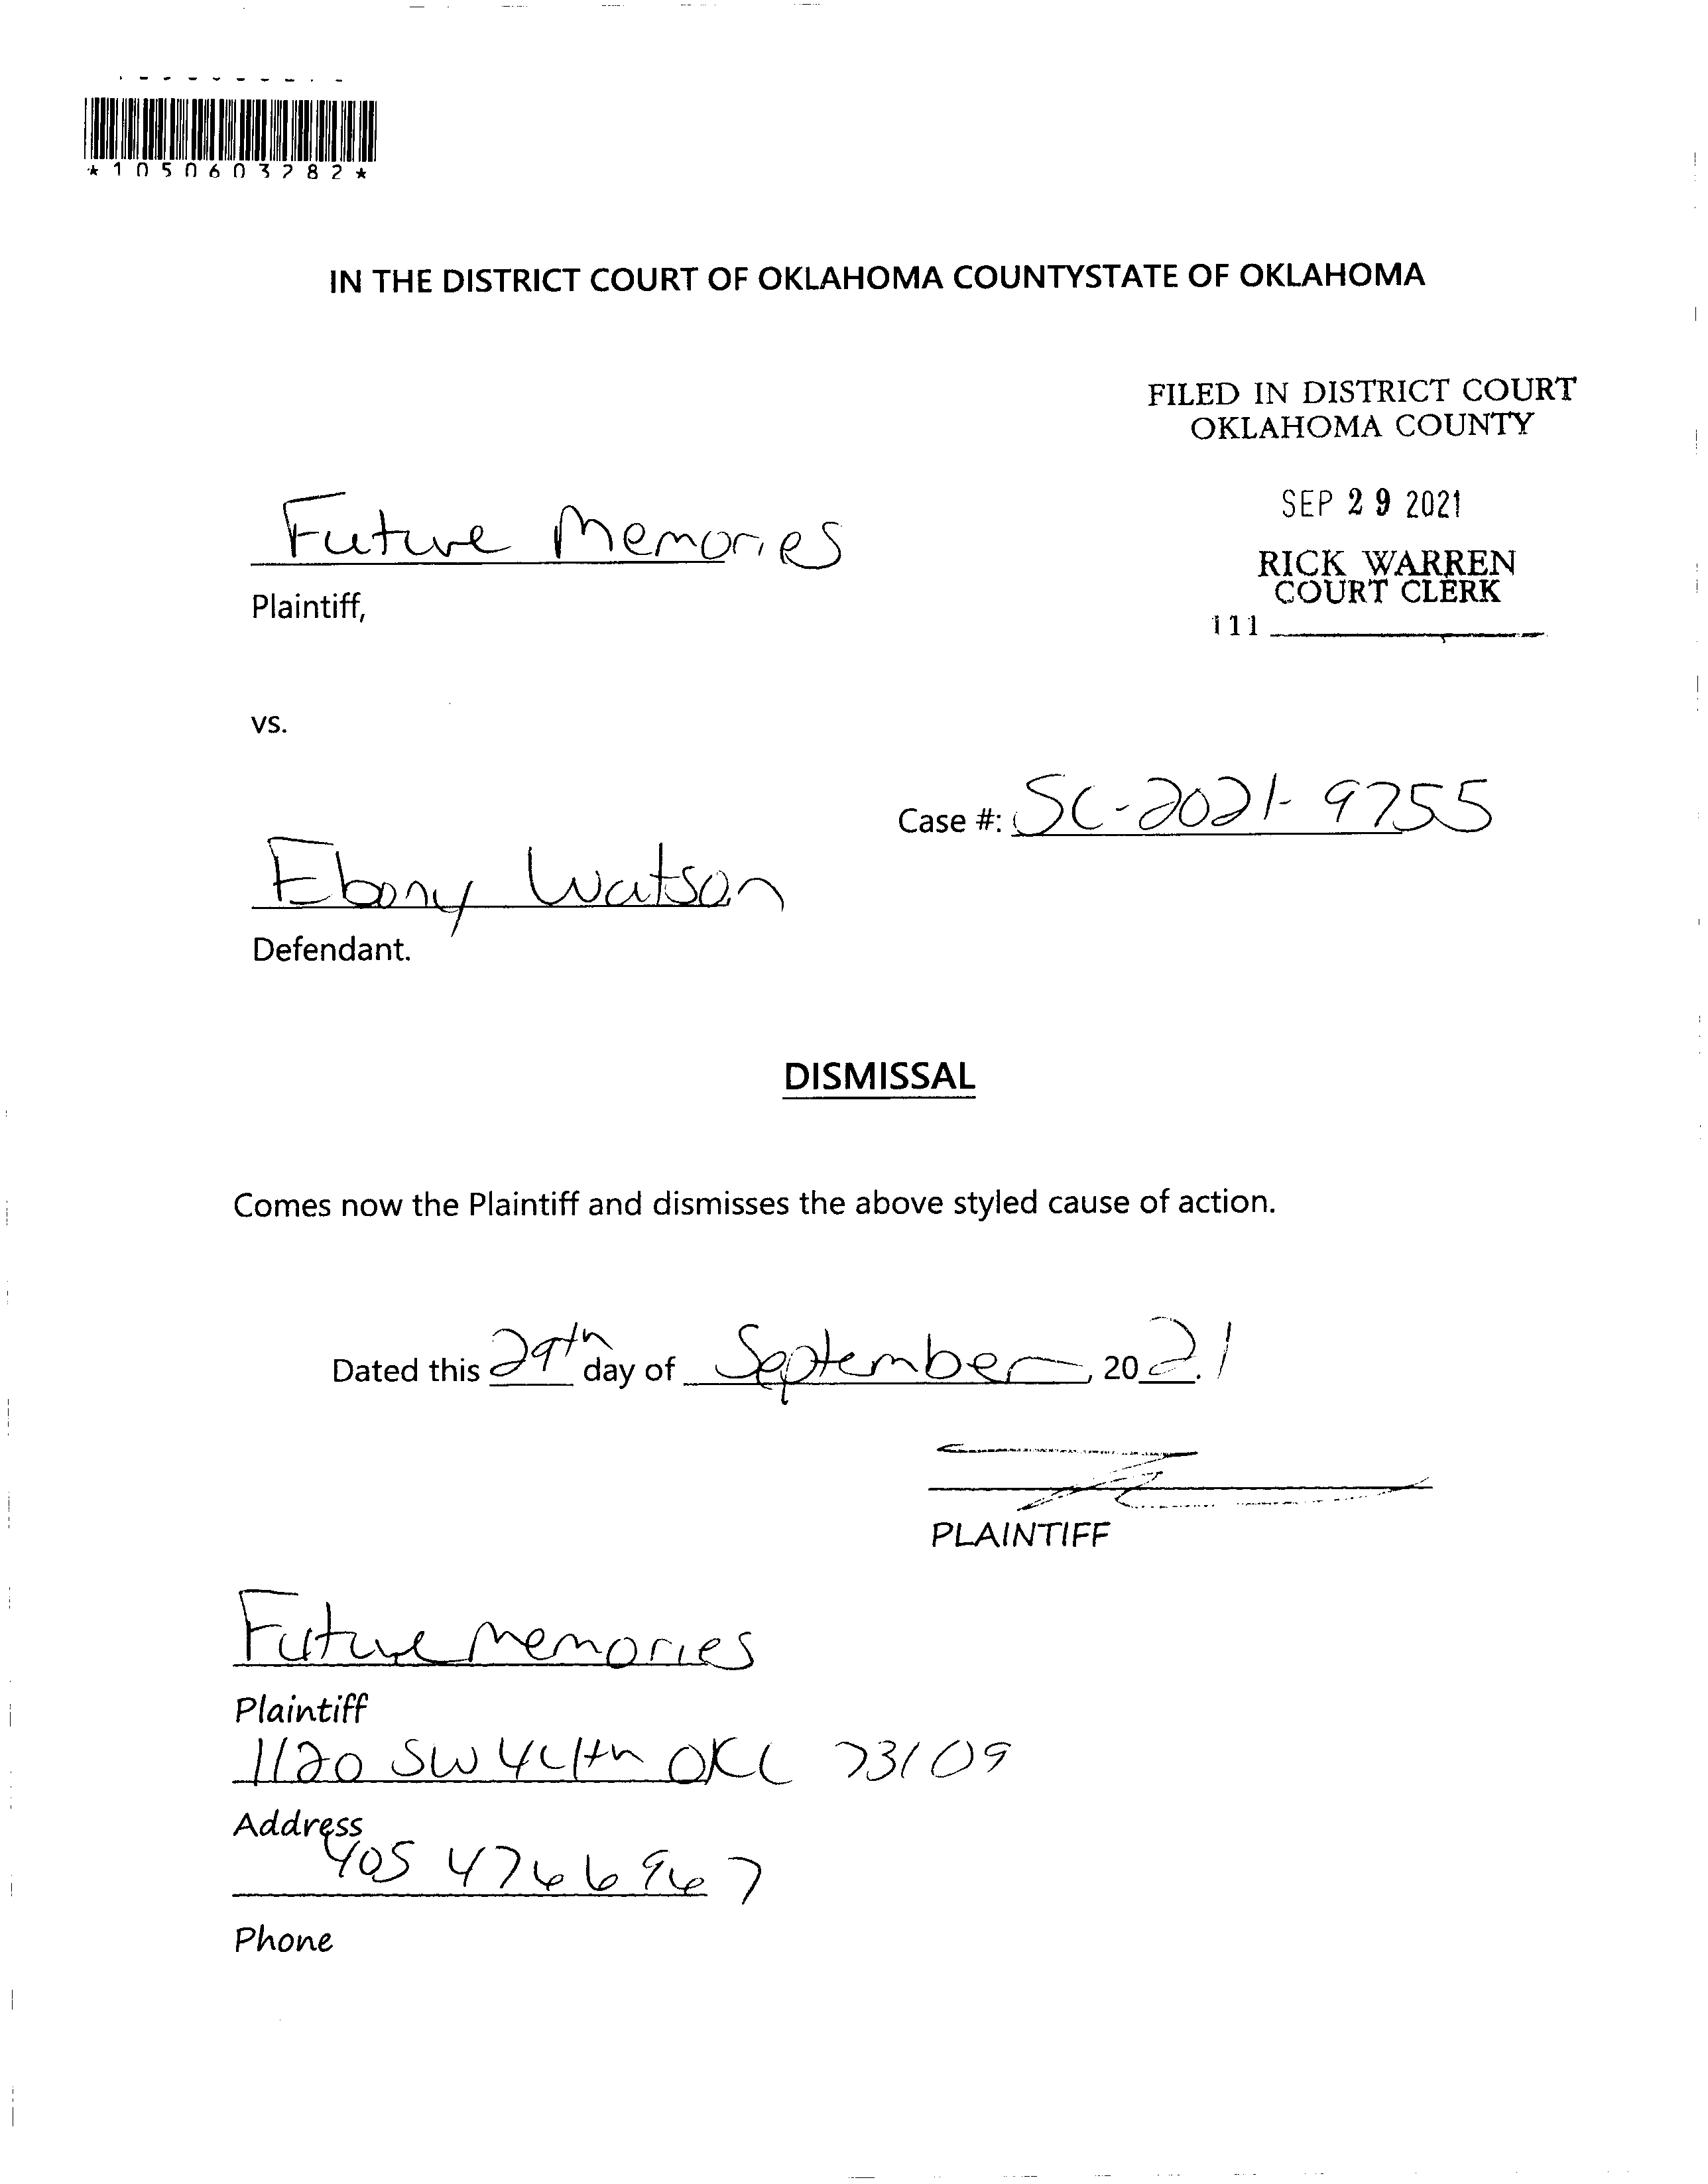 *1050603282*
IN THE DISTRICT COURT OF OKLAHOMA COUNTYSTATE OF OKLAHOMA
FILED IN DISTRICT COURT
OKLAHOMA COUNTY
SEP 29 2021
RICK WARREN
COURT CLERK
111
Future Memories
Plaintiff,
vs.
Case #: SC-2021-9755
Ebony Watson
Defendant.
DISMISSAL
Comes now the Plaintiff and dismisses the above styled cause of action.
Dated this 29th day of September, 2021.
PLAINTIFF
Future Memories
Plaintiff
1120 SW 44th OKC 73109
Address
405 476 6967
Phone